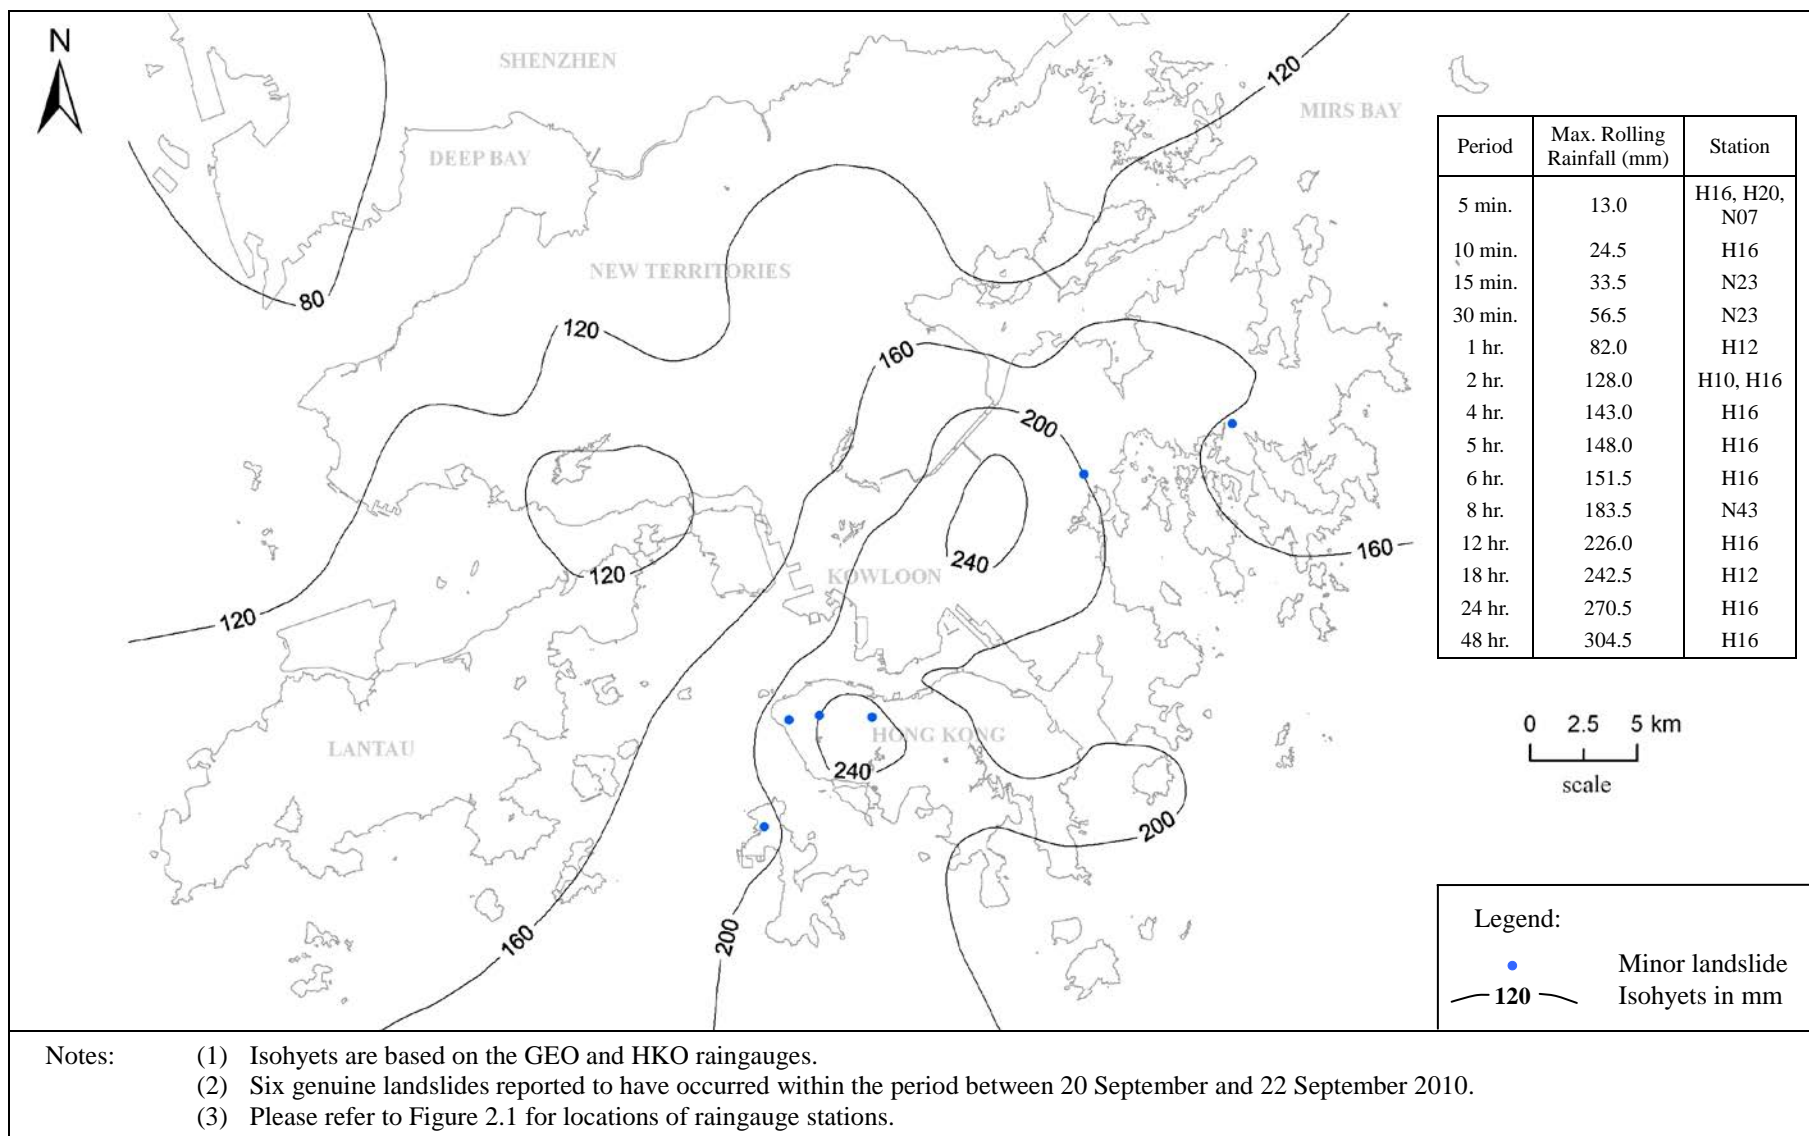 N
SHENZHEN
120
MIRS BAY
DEEP BAY
NEW TERRITORIES
80
120
160
200
240
160
120
KOWLOON
120
HONG KONG
LANTAU
240
200
160
200
Period Max. Rolling Rainfall (mm) Station
5 min. 13.0 H16, H20, N07
10 min. 24.5 H16
15 min. 33.5 N23
30 min. 56.5 N23
1 hr. 82.0 H12
2 hr. 128.0 H10, H16
4 hr. 143.0 H16
5 hr. 148.0 H16
6 hr. 151.5 H16
8 hr. 183.5 N43
12 hr. 226.0 H16
18 hr. 242.5 H12
24 hr. 270.5 H16
48 hr. 304.5 H16
0 2.5 5 km
scale
Legend:
Minor landslide
120 Isohyets in mm
Notes: (1) Isohyets are based on the GEO and HKO raingauges.
(2) Six genuine landslides reported to have occurred within the period between 20 September and 22 September 2010.
(3) Please refer to Figure 2.1 for locations of raingauge stations.